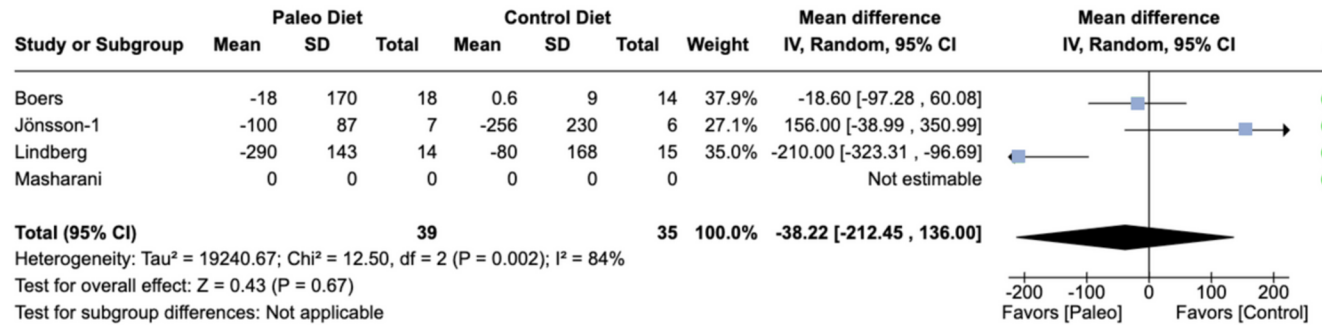 Paleo Diet Control Diet Mean difference Mean difference
Study or Subgroup Mean SD Total Mean SD Total Weight IV, Random, 95% CI IV, Random, 95% CI
Boers -18 170 18 0.6 9 14 37.9% -18.60 [-97.28 , 60.08]
Jönsson-1 -100 87 7 -256 230 6 27.1% 156.00 [-38.99 , 350.99]
Lindberg -290 143 14 -80 168 15 35.0% -210.00 [-323.31 , -96.69]
Masharani 0 0 0 0 0 0 Not estimable
Total (95% CI) 39 35 100.0% -38.22 [-212.45 , 136.00]
Heterogeneity: Tau² = 19240.67; Chi² = 12.50, df = 2 (P = 0.002); I² = 84%
Test for overall effect: Z = 0.43 (P = 0.67)
Test for subgroup differences: Not applicable
-200 -100 0 100 200
Favors [Paleo] Favors [Control]